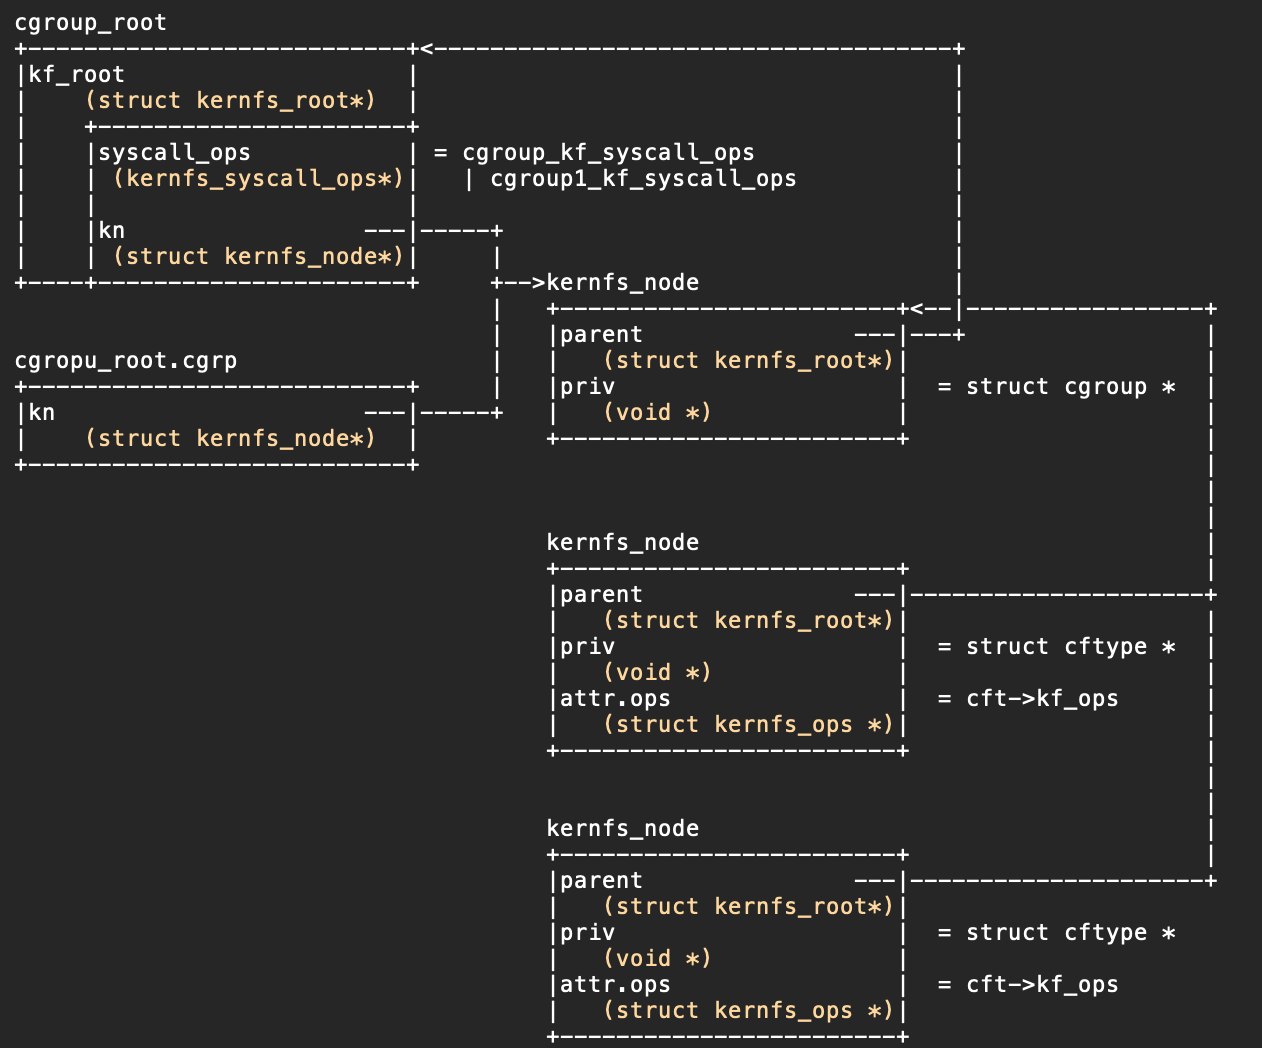 cgroup_root
+---------------------------+<-------------------------------------+
|kf_root                    |                                      |
|    (struct kernfs_root*)  |                                      |
|    +----------------------+                                      |
|    |syscall_ops           | = cgroup_kf_syscall_ops              |
|    | (kernfs_syscall_ops*)|   | cgroup1_kf_syscall_ops           |
|    |                      |                                      |
|    |kn                 ---|-----+                                |
|    | (struct kernfs_node*)|     |                                |
+----+----------------------+     +-->kernfs_node                  |
                                  |   +------------------------+<--|-----------------+
                                  |   |parent               ---|---+                 |
cgropu_root.cgrp                  |   |   (struct kernfs_root*)|                     |
+---------------------------+     |   |priv                    |  = struct cgroup *  |
|kn                      ---|-----+   |   (void *)             |                     |
|    (struct kernfs_node*)  |         +------------------------+                     |
+---------------------------+                                                        |
                                                                                     |
                                                                                     |
                                      kernfs_node                                    |
                                      +------------------------+                     |
                                      |parent               ---|---------------------+
                                      |   (struct kernfs_root*)|                     |
                                      |priv                    |  = struct cftype *  |
                                      |   (void *)             |                     |
                                      |attr.ops                |  = cft->kf_ops      |
                                      |   (struct kernfs_ops *)|                     |
                                      +------------------------+                     |
                                                                                     |
                                                                                     |
                                      kernfs_node                                    |
                                      +------------------------+                     |
                                      |parent               ---|---------------------+
                                      |   (struct kernfs_root*)|
                                      |priv                    |  = struct cftype *
                                      |   (void *)             |
                                      |attr.ops                |  = cft->kf_ops
                                      |   (struct kernfs_ops *)|
                                      +------------------------+